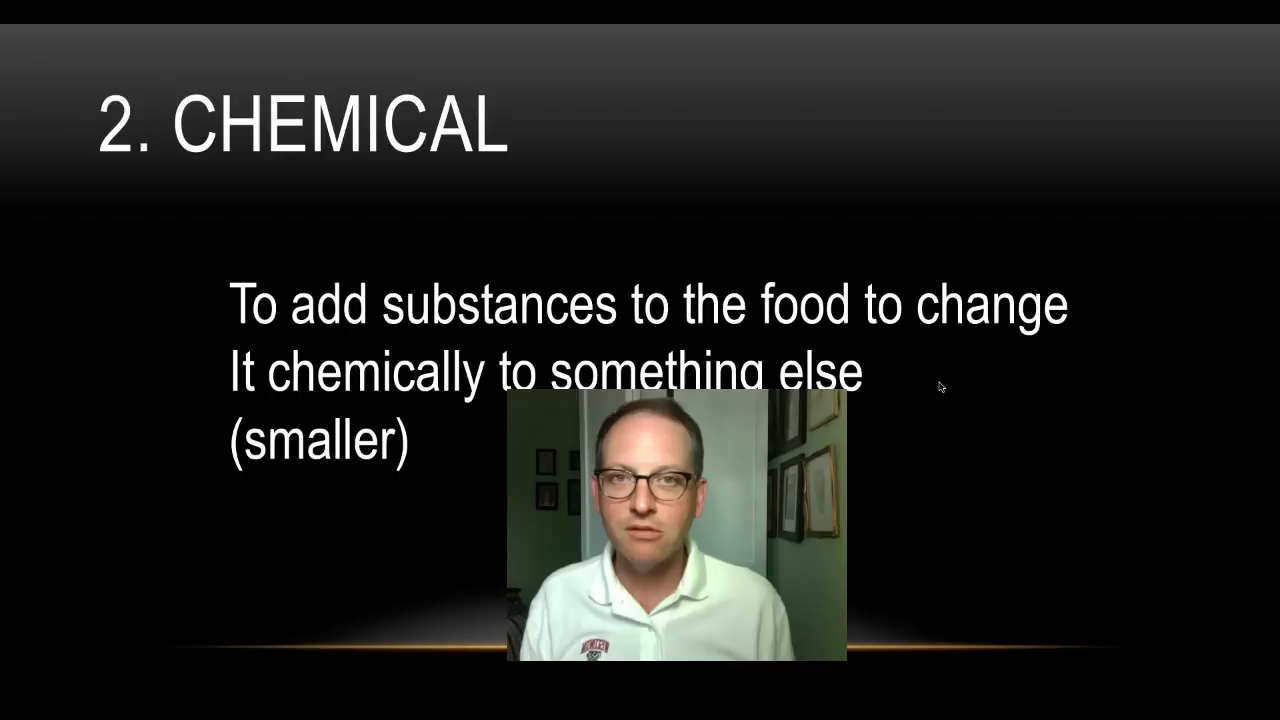 2. CHEMICAL
To add substances to the food to change
It chemically to something else
(smaller)